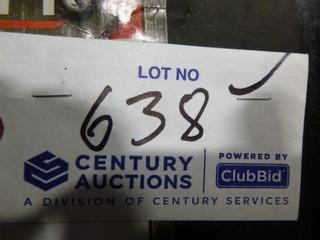 LOT NO
638
CENTURY AUCTIONS
POWERED BY
ClubBid
A DIVISION OF CENTURY SERVICES